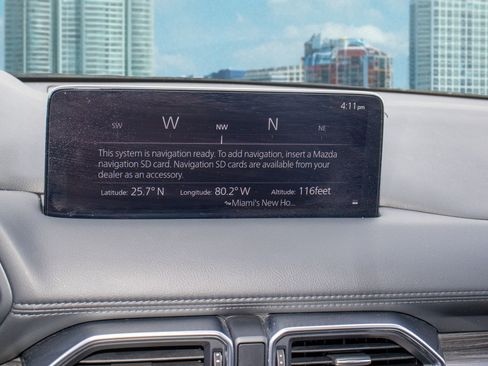 4:11pm
SW W NW N NE
This system is navigation ready. To add navigation, insert a Mazda
navigation SD card. Navigation SD cards are available from your
dealer as an accessory.
Latitude: 25.7° N Longitude: 80.2° W Altitude: 116feet
Miami's New Ho...